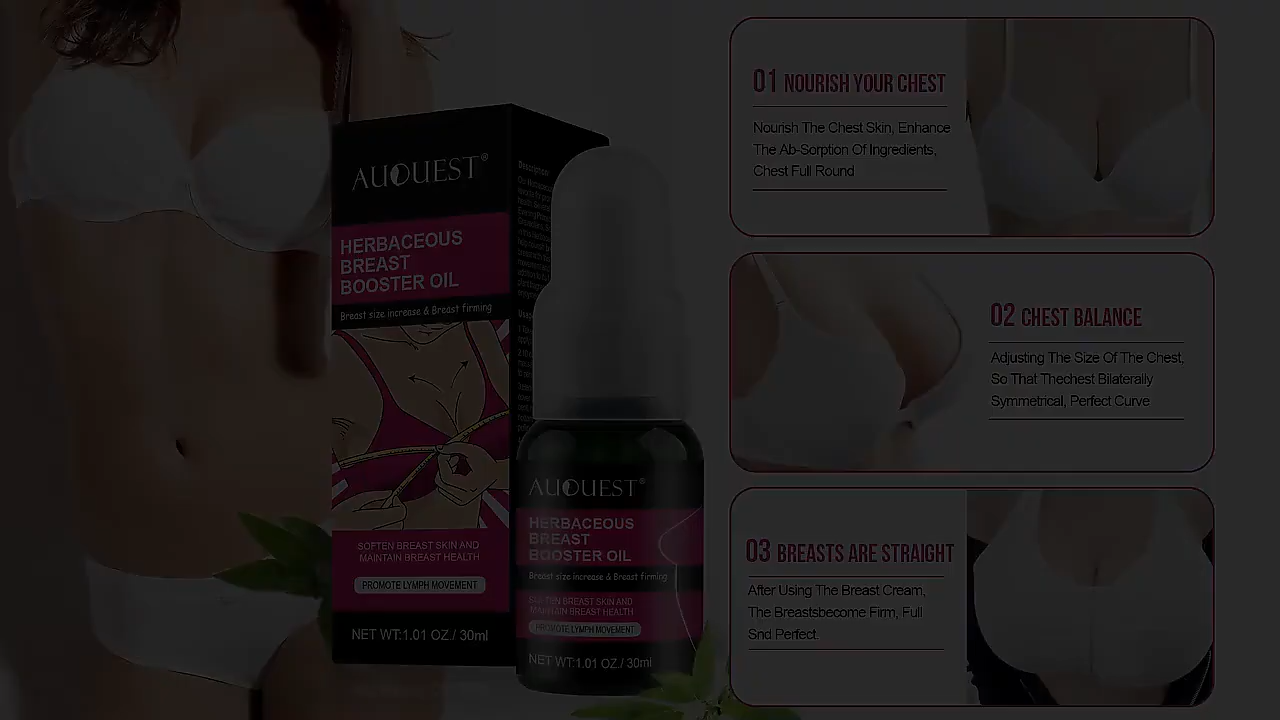 AUQUEST®
HERBACEOUS
BREAST
BOOSTER OIL
Breast size increase & Breast firming
SOFTEN BREAST SKIN AND
MAINTAIN BREAST HEALTH
PROMOTE LYMPH MOVEMENT
NET WT:1.01 OZ./ 30ml
Description
AUQUEST®
HERBACEOUS
BREAST
BOOSTER OIL
Breast size increase & Breast firming
SOFTEN BREAST SKIN AND
MAINTAIN BREAST HEALTH
PROMOTE LYMPH MOVEMENT
NET WT:1.01 OZ./ 30ml
01 NOURISH YOUR CHEST
Nourish The Chest Skin, Enhance
The Ab-Sorption Of Ingredients,
Chest Full Round
02 CHEST BALANCE
Adjusting The Size Of The Chest,
So That Thechest Bilaterally
Symmetrical, Perfect Curve
03 BREASTS ARE STRAIGHT
After Using The Breast Cream,
The Breastsbecome Firm, Full
Snd Perfect.